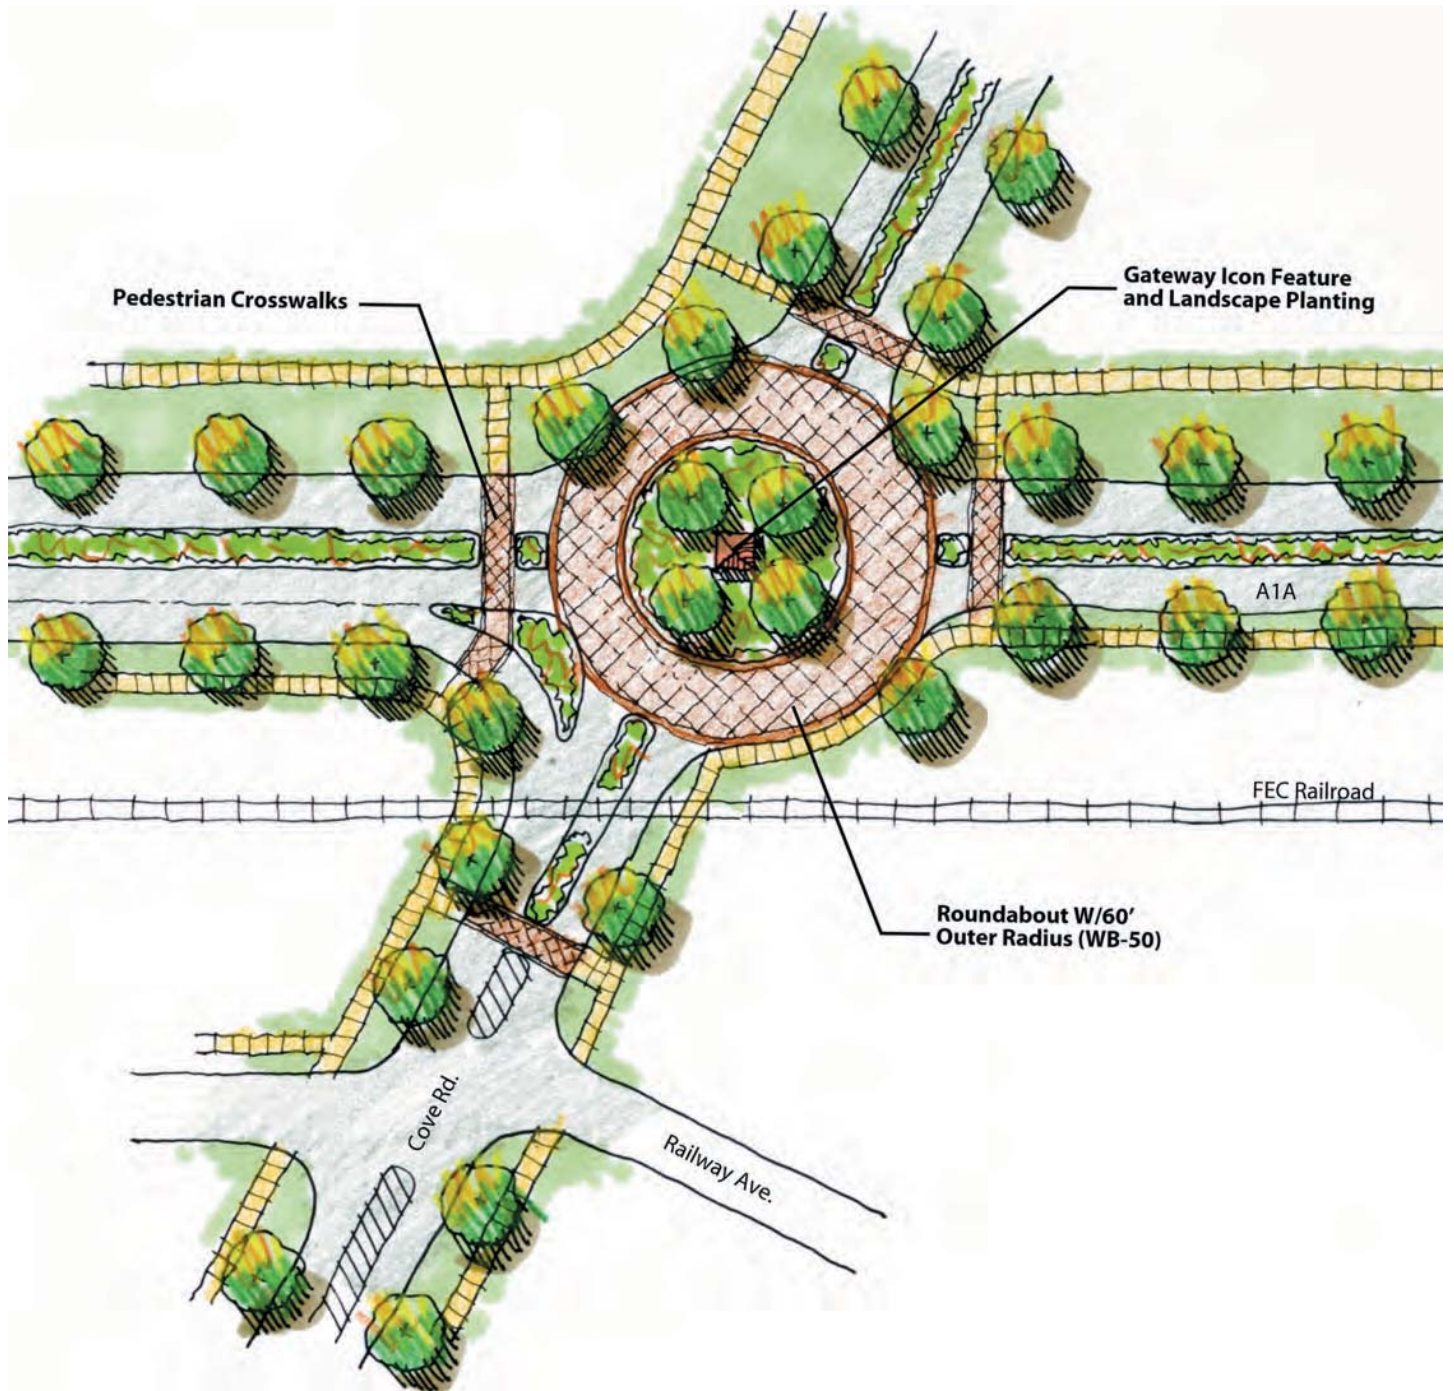 Gateway Icon Feature
and Landscape Planting
Pedestrian Crosswalks
A1A
FEC Railroad
Roundabout W/60’
Outer Radius (WB-50)
Cove Rd.
Railway Ave.